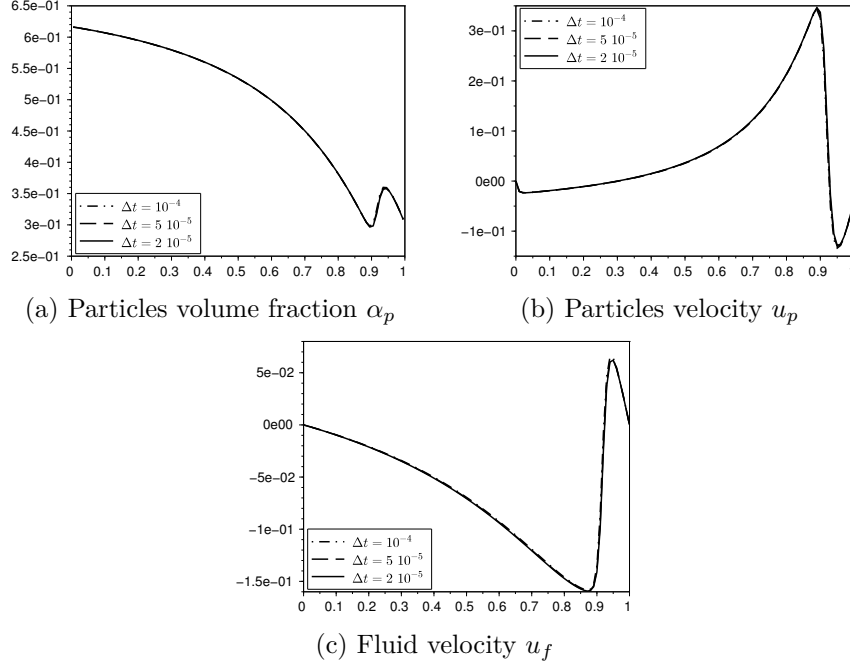 6.5e−01
6e−01
5.5e−01
5e−01
4.5e−01
4e−01
3.5e−01
3e−01
2.5e−01
Δt = 10⁻⁴
Δt = 5 10⁻⁵
Δt = 2 10⁻⁵
0 0.1 0.2 0.3 0.4 0.5 0.6 0.7 0.8 0.9 1
(a) Particles volume fraction αₚ
3e−01
2e−01
1e−01
0e00
−1e−01
Δt = 10⁻⁴
Δt = 5 10⁻⁵
Δt = 2 10⁻⁵
0 0.1 0.2 0.3 0.4 0.5 0.6 0.7 0.8 0.9 1
(b) Particles velocity uₚ
5e−02
0e00
−5e−02
−1e−01
−1.5e−01
Δt = 10⁻⁴
Δt = 5 10⁻⁵
Δt = 2 10⁻⁵
0 0.1 0.2 0.3 0.4 0.5 0.6 0.7 0.8 0.9 1
(c) Fluid velocity u_f